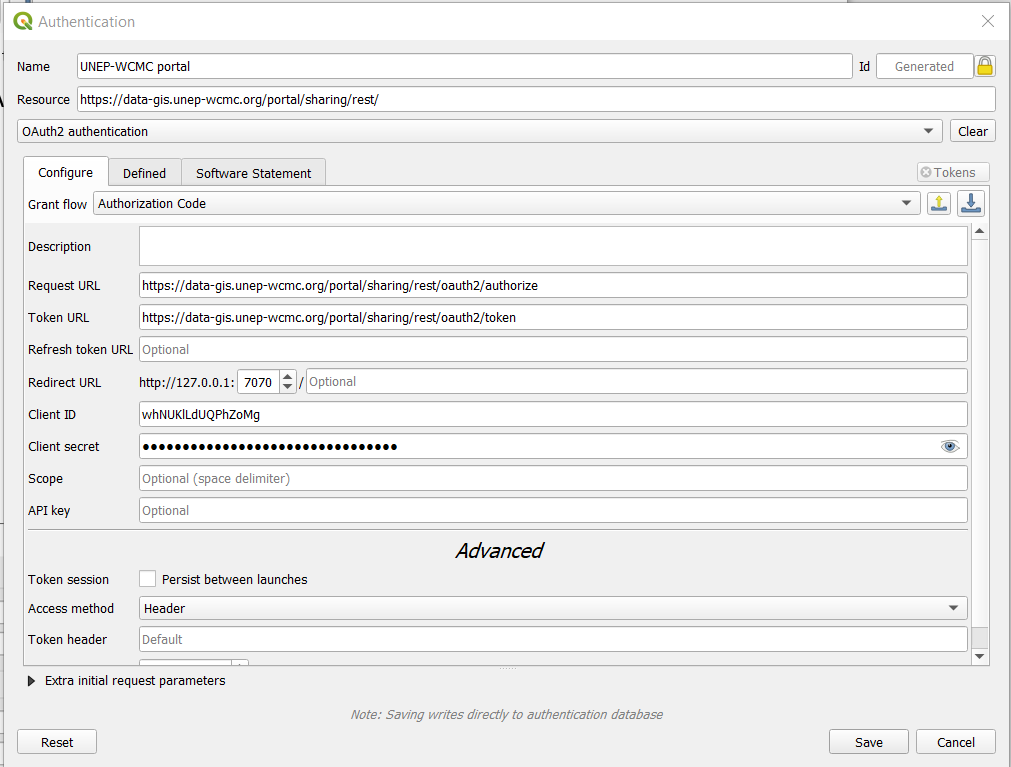 Authentication
Name UNEP-WCMC portal Id Generated
Resource https://data-gis.unep-wcmc.org/portal/sharing/rest/
OAuth2 authentication Clear
Configure Defined Software Statement Tokens
Grant flow Authorization Code
Description
Request URL https://data-gis.unep-wcmc.org/portal/sharing/rest/oauth2/authorize
Token URL https://data-gis.unep-wcmc.org/portal/sharing/rest/oauth2/token
Refresh token URL Optional
Redirect URL http://127.0.0.1: 7070 / Optional
Client ID whNUKlLdUQPhZoMg
Client secret ●●●●●●●●●●●●●●●●●●●●●●●●●●●●●●●●
Scope Optional (space delimiter)
API key Optional
Advanced
Token session Persist between launches
Access method Header
Token header Default
Extra initial request parameters
Note: Saving writes directly to authentication database
Reset Save Cancel